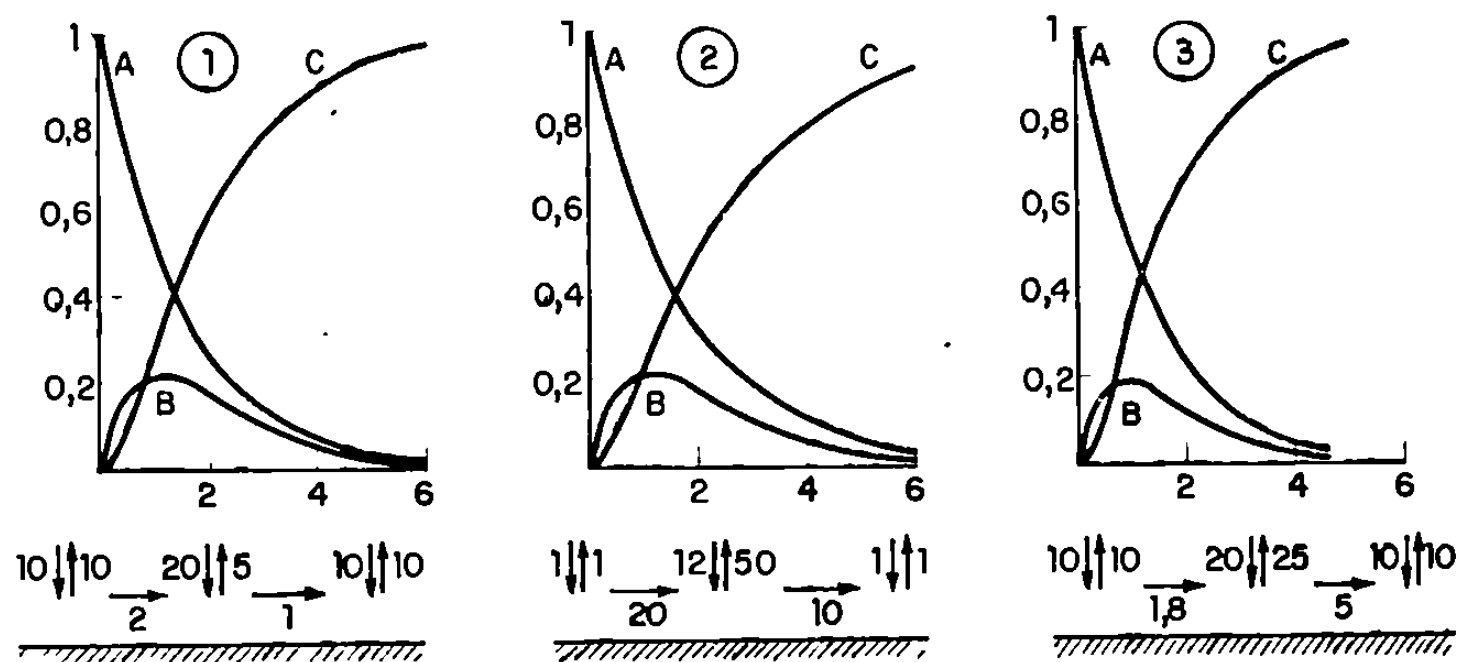 1 A ① C
0,8
0,6
0,4
0,2 B
2 4 6
10↓↑10 → 20↓↑5 → 10↓↑10
2 1
1 A ② C
0,8
0,6
0,4
0,2 B
2 4 6
1↓↑1 → 12↓↑50 → 1↓↑1
20 10
1 A ③ C
0,8
0,6
0,4
0,2 B
2 4 6
10↓↑10 → 20↓↑25 → 10↓↑10
1,8 5